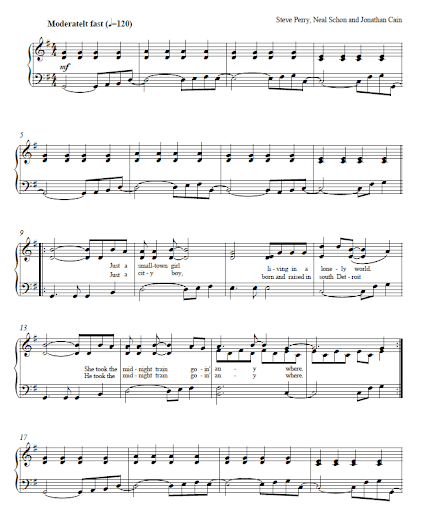 Moderatelt fast (♩=120)
Steve Perry, Neal Schon and Jonathan Cain
mf
5
9
Just a small-town girl li - ving in a lone - ly world.
Just a cit - y boy, born and raised in south Det - roit
13
She took the mid - night train go - in' an - y where.
He took the mid - night train go - in' an - y where.
17